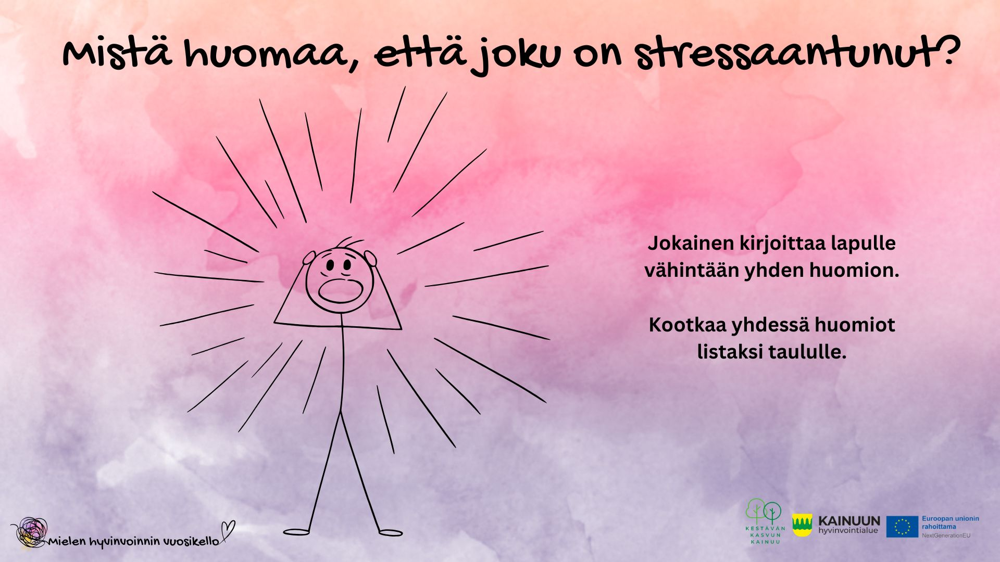 Mistä huomaa, että joku on stressaantunut?
Jokainen kirjoittaa lapulle
vähintään yhden huomion.
Kootkaa yhdessä huomiot
listaksi taululle.
Mielen hyvinvoinnin vuosikello
KESTÄVÄN
KASVUN
KAINUU
KAINUUN
hyvinvointialue
Euroopan unionin
rahoittama
NextGenerationEU